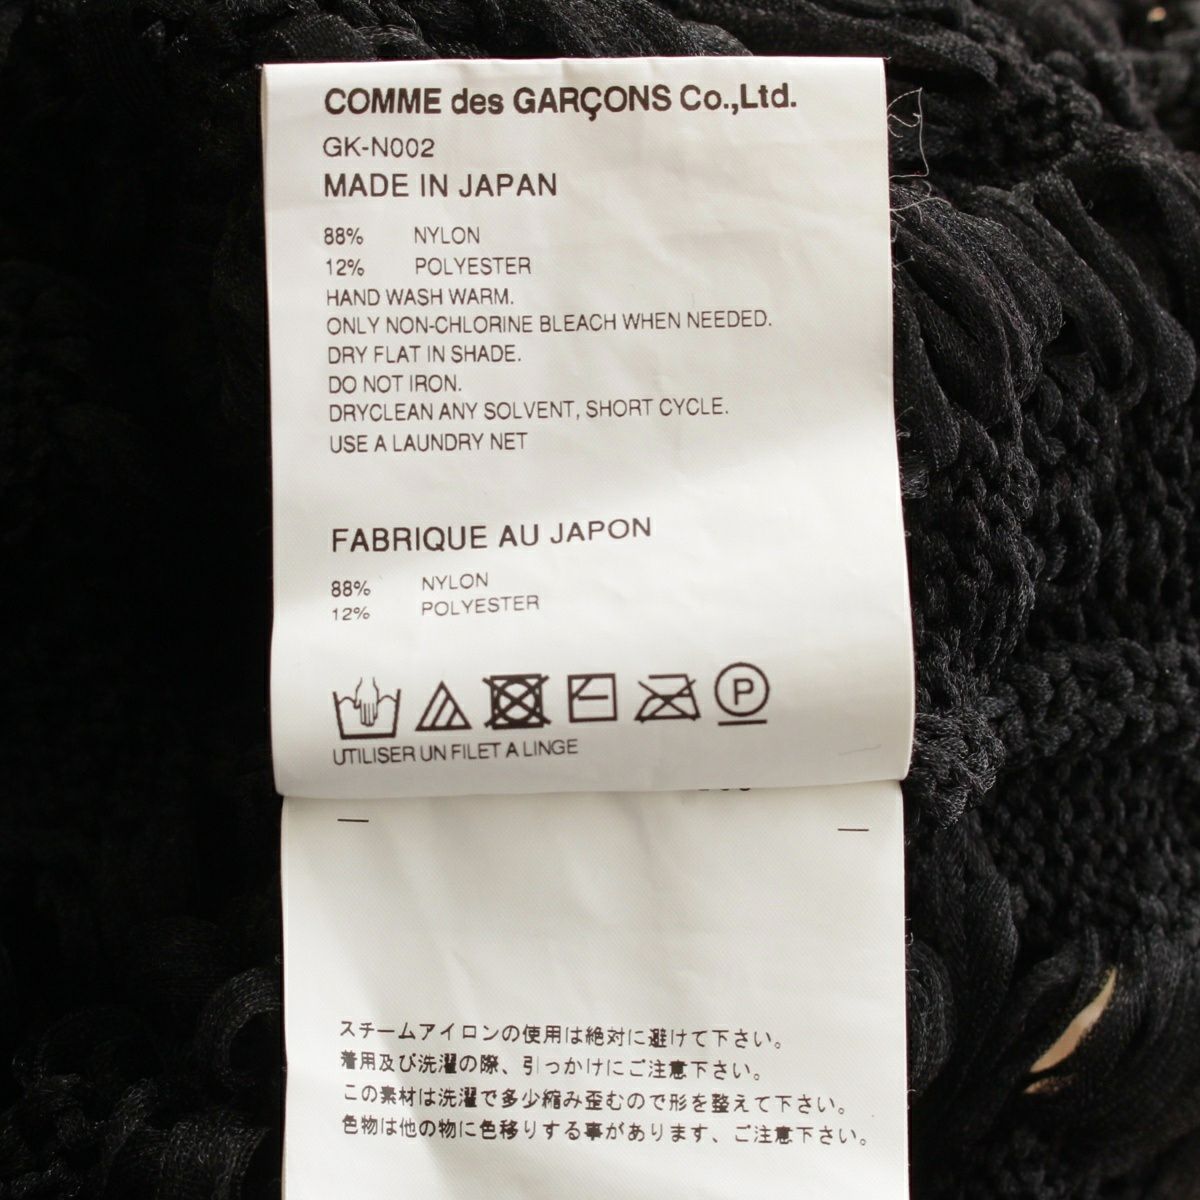 COMME des GARÇONS Co.,Ltd.
GK-N002
MADE IN JAPAN
88% NYLON
12% POLYESTER
HAND WASH WARM.
ONLY NON-CHLORINE BLEACH WHEN NEEDED.
DRY FLAT IN SHADE.
DO NOT IRON.
DRYCLEAN ANY SOLVENT, SHORT CYCLE.
USE A LAUNDRY NET
FABRIQUE AU JAPON
88% NYLON
12% POLYESTER
P
UTILISER UN FILET A LINGE
スチームアイロンの使用は絶対に避けて下さい。
着用及び洗濯の際、引っかけにご注意下さい。
この素材は洗濯で多少縮み歪むので形を整えて下さい。
色物は他の物に色移りする事があります、ご注意下さい。